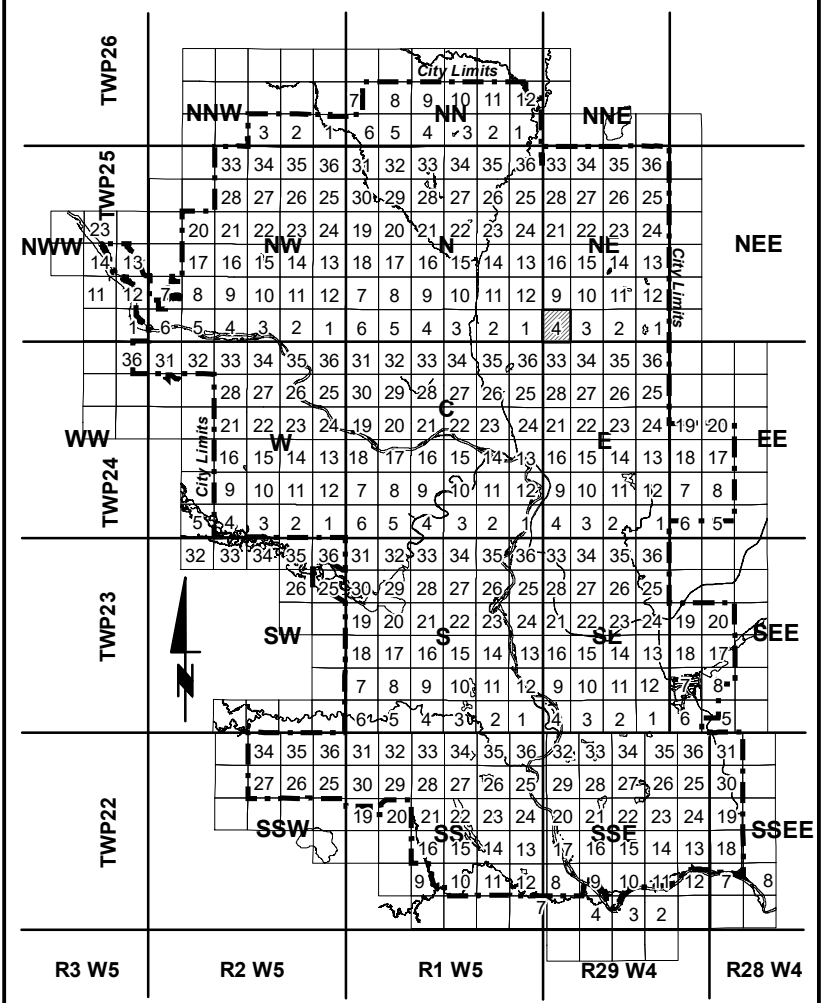 TWP26
City Limits
7 8 9 10 11 12
NNW NN NNE
3 2 1 6 5 4 3 2 1
TWP25
33 34 35 36 31 32 33 34 35 36 33 34 35 36
28 27 26 25 30 29 28 27 26 25 28 27 26 25
23 20 21 22 23 24 19 20 21 22 23 24 21 22 23 24
NWW NW N NE NEE
14 13 17 16 15 14 13 18 17 16 15 14 13 16 15 14 13
City Limits
11 12 7 8 9 10 11 12 7 8 9 10 11 12 9 10 11 12
1 6 5 4 3 2 1 6 5 4 3 2 1 4 3 2 1
36 31 32 33 34 35 36 31 32 33 34 35 36 33 34 35 36
28 27 26 25 30 29 28 27 26 25 28 27 26 25
C
21 22 23 24 19 20 21 22 23 24 21 22 23 24 19 20
WW W E EE
City Limits
TWP24
16 15 14 13 18 17 16 15 14 13 16 15 14 13 18 17
9 10 11 12 7 8 9 10 11 12 9 10 11 12 7 8
5 4 3 2 1 6 5 4 3 2 1 4 3 2 1 6 5
32 33 34 35 36 31 32 33 34 35 36 33 34 35 36
26 25 30 29 28 27 26 25 28 27 26 25
TWP23
19 20 21 22 23 24 21 22 23 24 19 20
SW S SE SEE
18 17 16 15 14 13 16 15 14 13 18 17
N
7 8 9 10 11 12 9 10 11 12 7 8
6 5 4 3 2 1 4 3 2 1 6 5
34 35 36 31 32 33 34 35 36 32 33 34 35 36 31
27 26 25 30 29 28 27 26 25 29 28 27 26 25 30
TWP22
19 20 21 22 23 24 20 21 22 23 24 19
SSW SS SSE SSEE
16 15 14 13 17 16 15 14 13 18
9 10 11 12 8 9 10 11 12 7 8
7 4 3 2
R3 W5 R2 W5 R1 W5 R29 W4 R28 W4